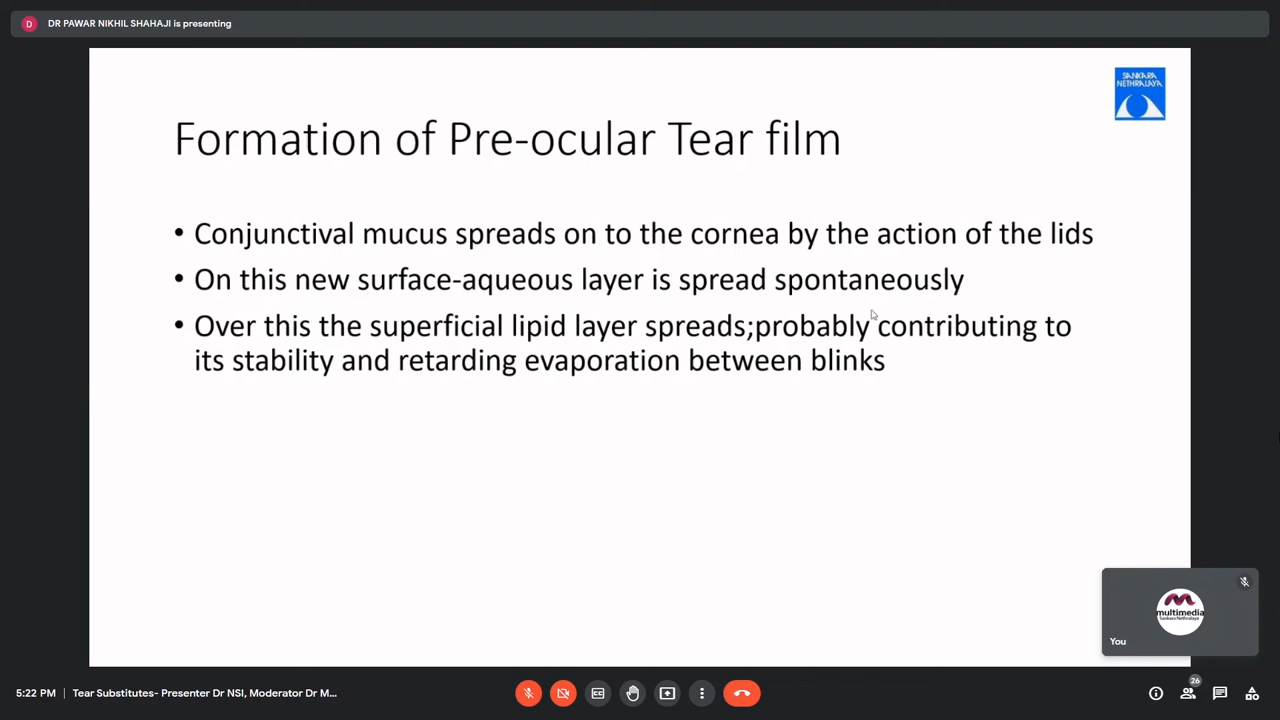 D DR PAWAR NIKHIL SHAHAJI is presenting
SANKARA
NETHRALAYA
Formation of Pre-ocular Tear film
• Conjunctival mucus spreads on to the cornea by the action of the lids
• On this new surface-aqueous layer is spread spontaneously
• Over this the superficial lipid layer spreads;probably contributing to
its stability and retarding evaporation between blinks
multimedia
Sankara Nethralaya
You
26
5:22 PM | Tear Substitutes- Presenter Dr NSI, Moderator Dr M...